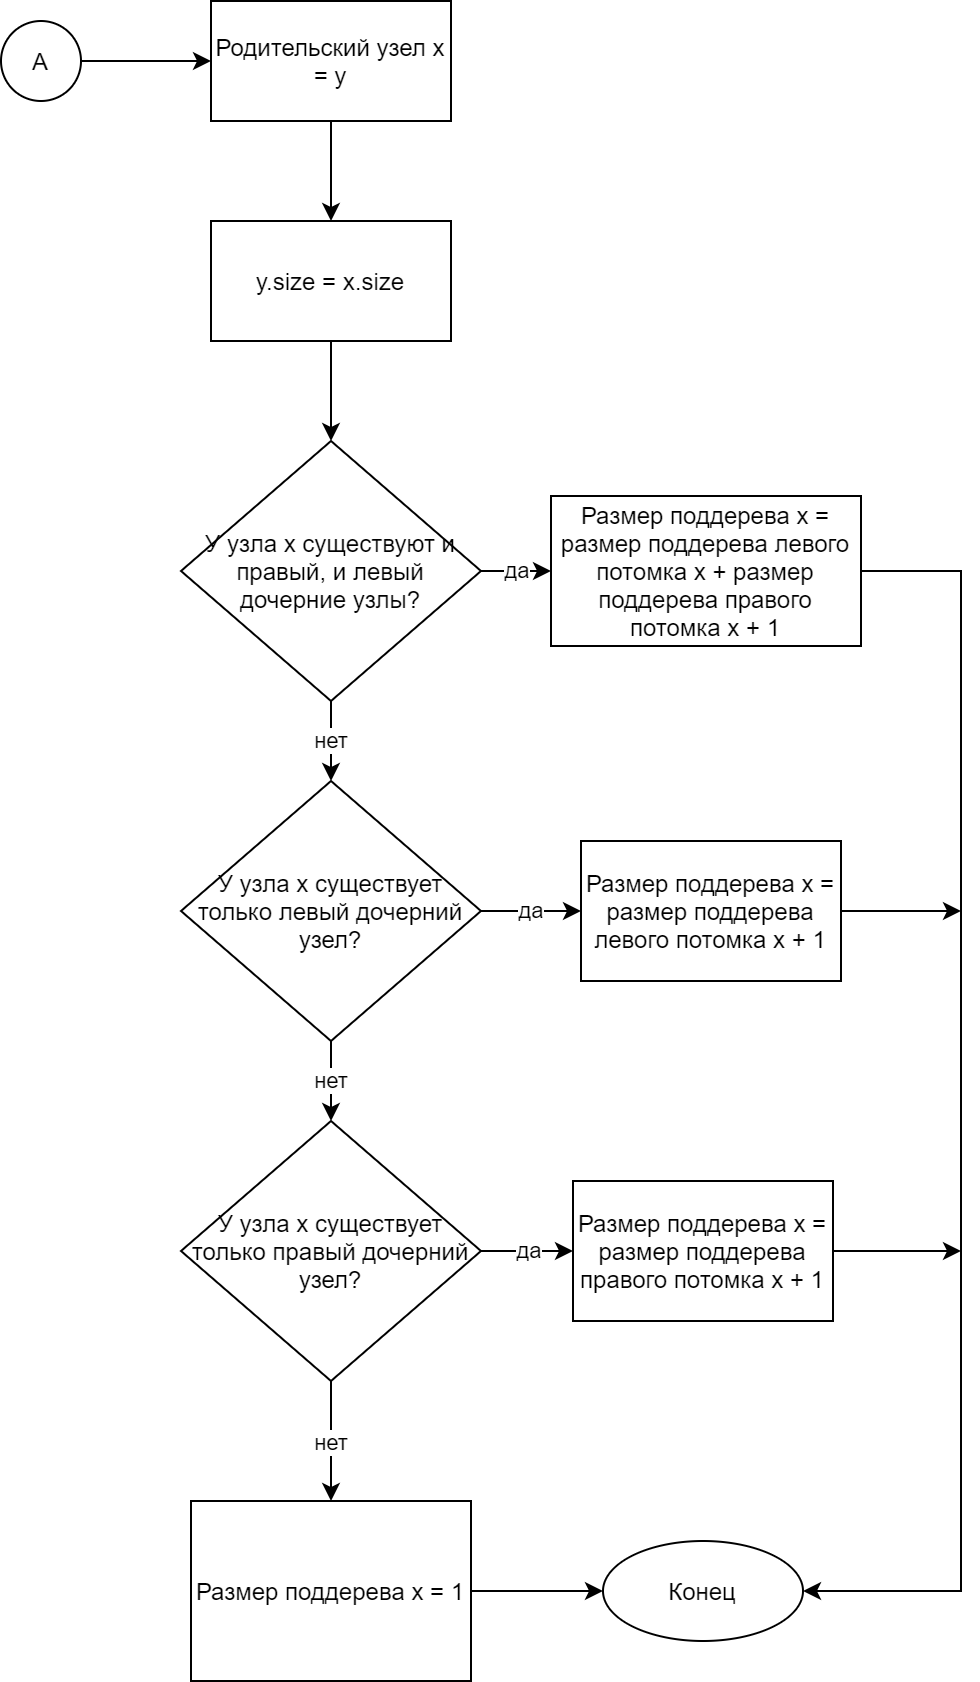 А
Родительский узел x
= y
y.size = x.size
У узла x существуют и
правый, и левый
дочерние узлы?
да
Размер поддерева x =
размер поддерева левого
потомка x + размер
поддерева правого
потомка x + 1
нет
У узла x существует
только левый дочерний
узел?
да
Размер поддерева x =
размер поддерева
левого потомка x + 1
нет
У узла x существует
только правый дочерний
узел?
да
Размер поддерева x =
размер поддерева
правого потомка x + 1
нет
Размер поддерева x = 1
Конец